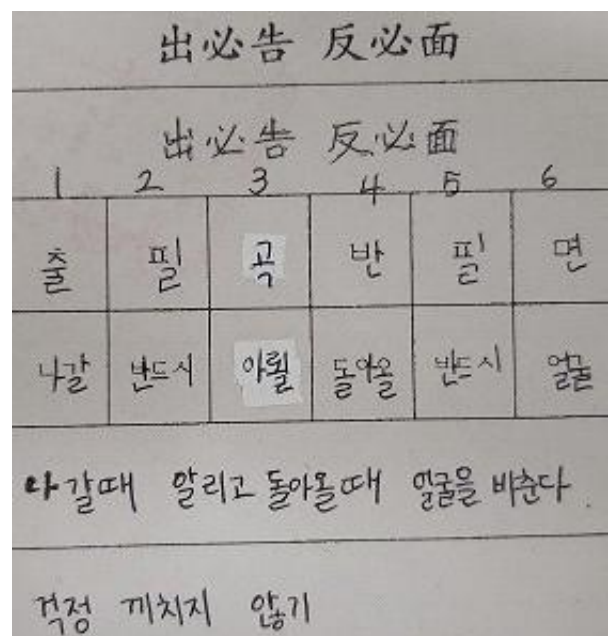 出必告 反必面
出必告 反必面
1 2 3 4 5 6
출 필 곡 반 필 면
나갈 반드시 아뢸 돌아올 반드시 얼굴
나갈때 알리고 돌아올때 얼굴을 비춘다.
걱정 끼치지 않기